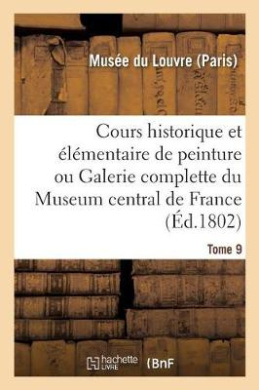 Musée du Louvre (Paris)
Cours historique et élémentaire de
peinture ou Galerie complette du
Museum central de France
(Éd.1802)
Tome 9
hachette
LIVRE
{BnF